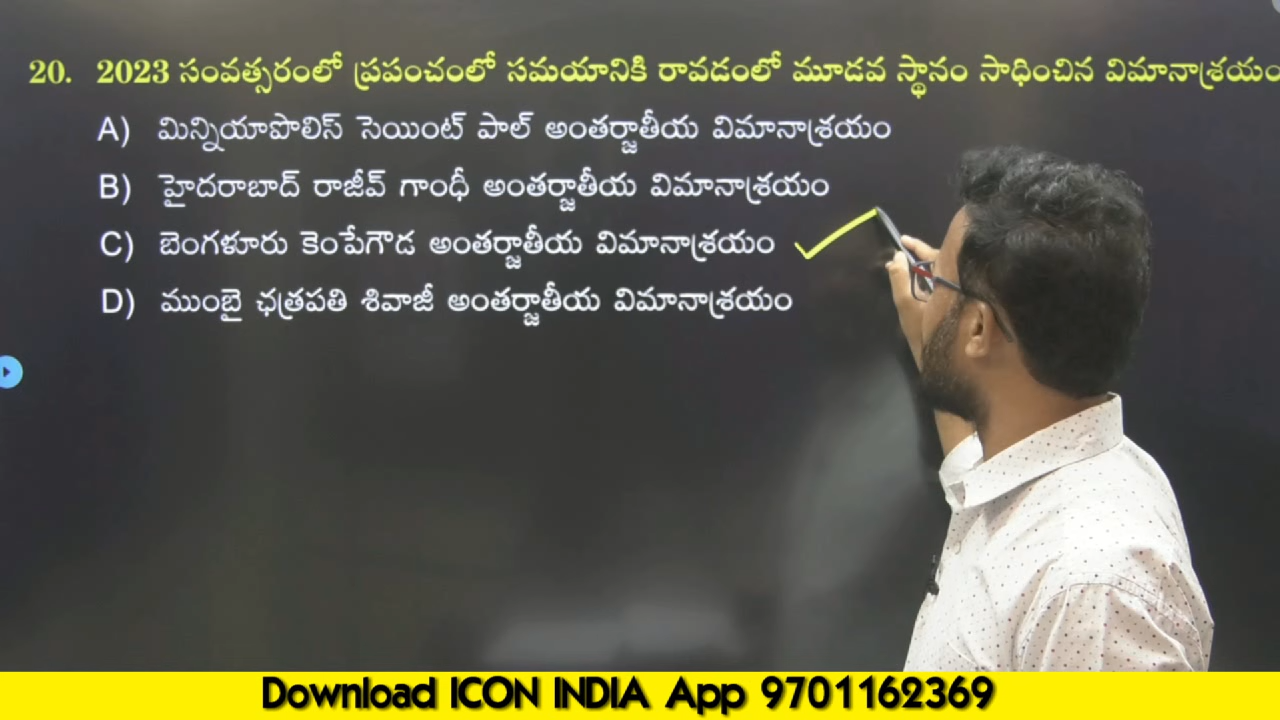 20. 2023 సంవత్సరంలో ప్రపంచంలో సమయానికి రావడంలో మూడవ స్థానం సాధించిన విమానాశ్రయం
A) మిన్నియాపొలిస్ సెయింట్ పాల్ అంతర్జాతీయ విమానాశ్రయం
B) హైదరాబాద్ రాజీవ్ గాంధీ అంతర్జాతీయ విమానాశ్రయం
C) బెంగళూరు కెంపేగౌడ అంతర్జాతీయ విమానాశ్రయం
D) ముంబై ఛత్రపతి శివాజీ అంతర్జాతీయ విమానాశ్రయం
Download ICON INDIA App 9701162369